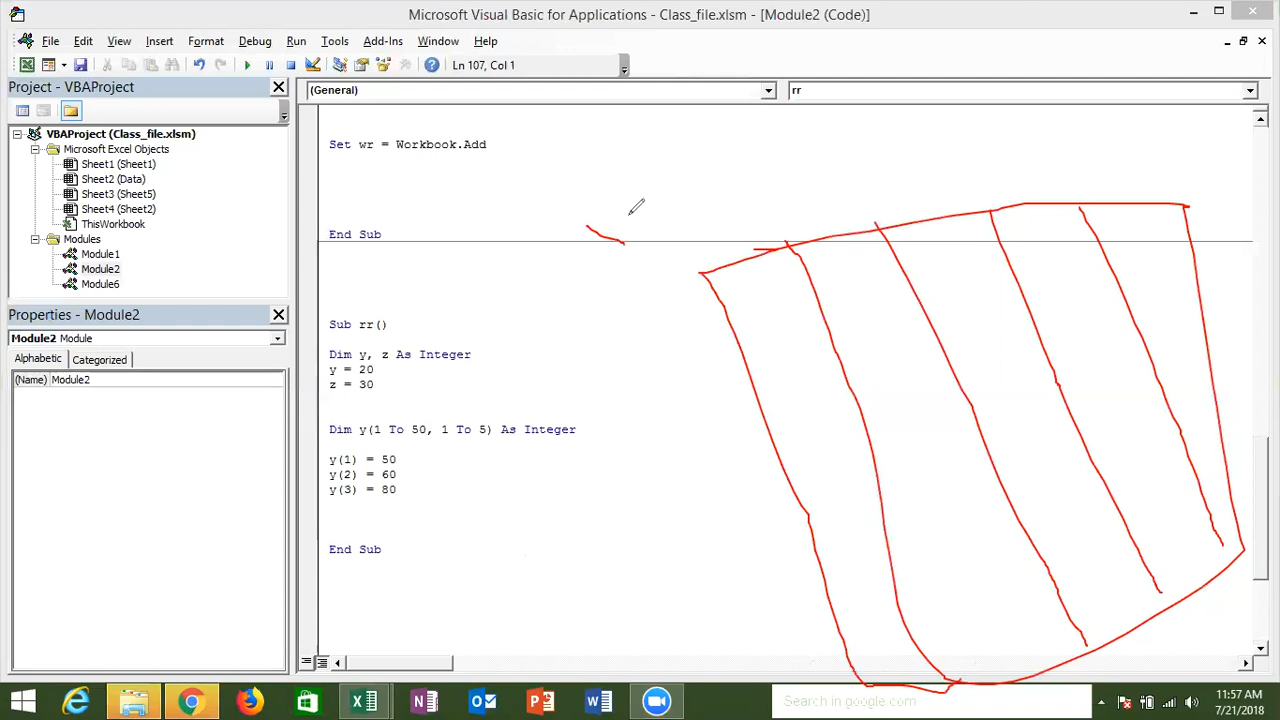 Microsoft Visual Basic for Applications - Class_file.xlsm - [Module2 (Code)]
File Edit View Insert Format Debug Run Tools Add-Ins Window Help
Ln 107, Col 1
Project - VBAProject
(General)
rr
VBAProject (Class_file.xlsm)
Microsoft Excel Objects
Sheet1 (Sheet1)
Sheet2 (Data)
Sheet3 (Sheet5)
Sheet4 (Sheet2)
ThisWorkbook
Modules
Module1
Module2
Module6
Properties - Module2
Module2 Module
Alphabetic Categorized
(Name) Module2
Set wr = Workbook.Add
End Sub
Sub rr()
Dim y, z As Integer
y = 20
z = 30
Dim y(1 To 50, 1 To 5) As Integer
y(1) = 50
y(2) = 60
y(3) = 80
End Sub
Search in google.com
11:57 AM
7/21/2018